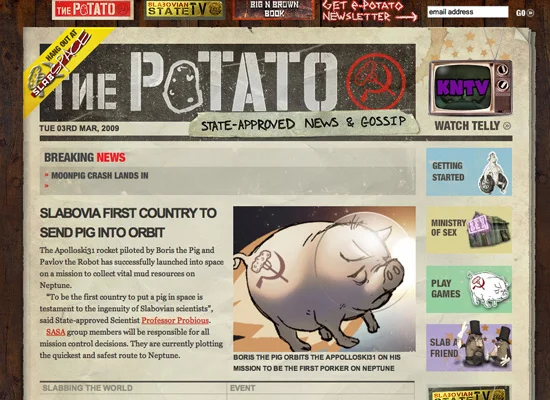 THE POTATO
SLABOVIAN
STATE TV
BIG N BROWN
BOOK
GET e-POTATO
NEWSLETTER
email address
GO
HANG OUT AT
SLABSPACE
THE POTATO
TUE 03RD MAR, 2009
STATE-APPROVED NEWS & GOSSIP
KNTV
WATCH TELLY
BREAKING NEWS
MOONPIG CRASH LANDS IN
SLABOVIA FIRST COUNTRY TO
SEND PIG INTO ORBIT
The Apolloski31 rocket piloted by Boris the Pig and
Pavlov the Robot has successfully launched into space
on a mission to collect vital mud resources on
Neptune.
"To be the first country to put a pig in space is
testament to the ingenuity of Slabovian scientists",
said State-approved Scientist Professor Probious.
SASA group members will be responsible for all
mission control decisions. They are currently plotting
the quickest and safest route to Neptune.
BORIS THE PIG ORBITS THE APPOLLOSKI31 ON HIS
MISSION TO BE THE FIRST PORKER ON NEPTUNE
GETTING
STARTED
MINISTRY
OF SEX
PLAY
GAMES
SLAB A
FRIEND
SLABBING THE WORLD
EVENT
SLABOVIAN
STATE TV